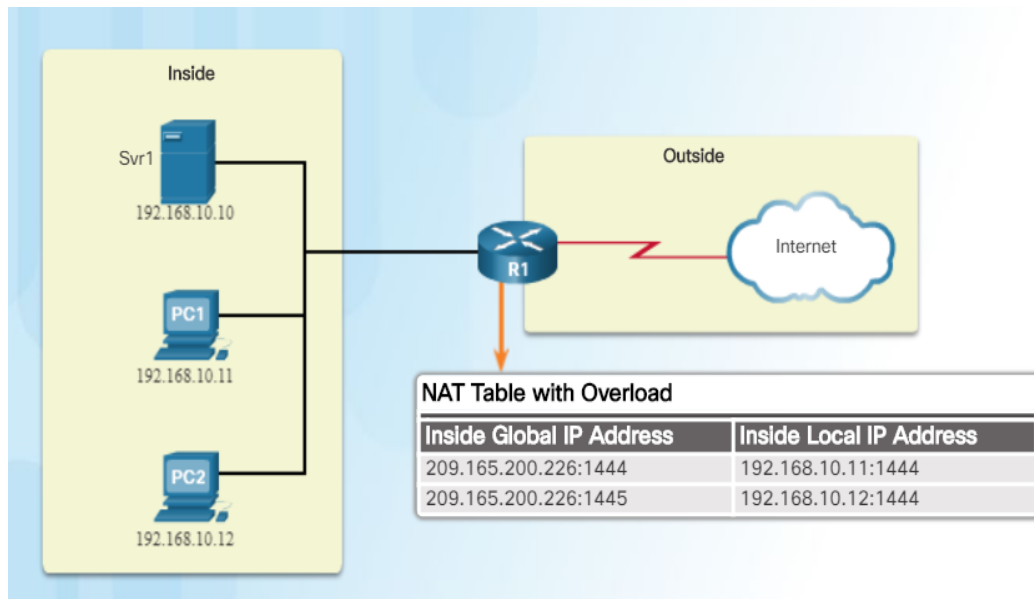 Inside
Svr1
192.168.10.10
PC1
192.168.10.11
PC2
192.168.10.12
R1
Outside
Internet
NAT Table with Overload
Inside Global IP Address Inside Local IP Address
209.165.200.226:1444 192.168.10.11:1444
209.165.200.226:1445 192.168.10.12:1444